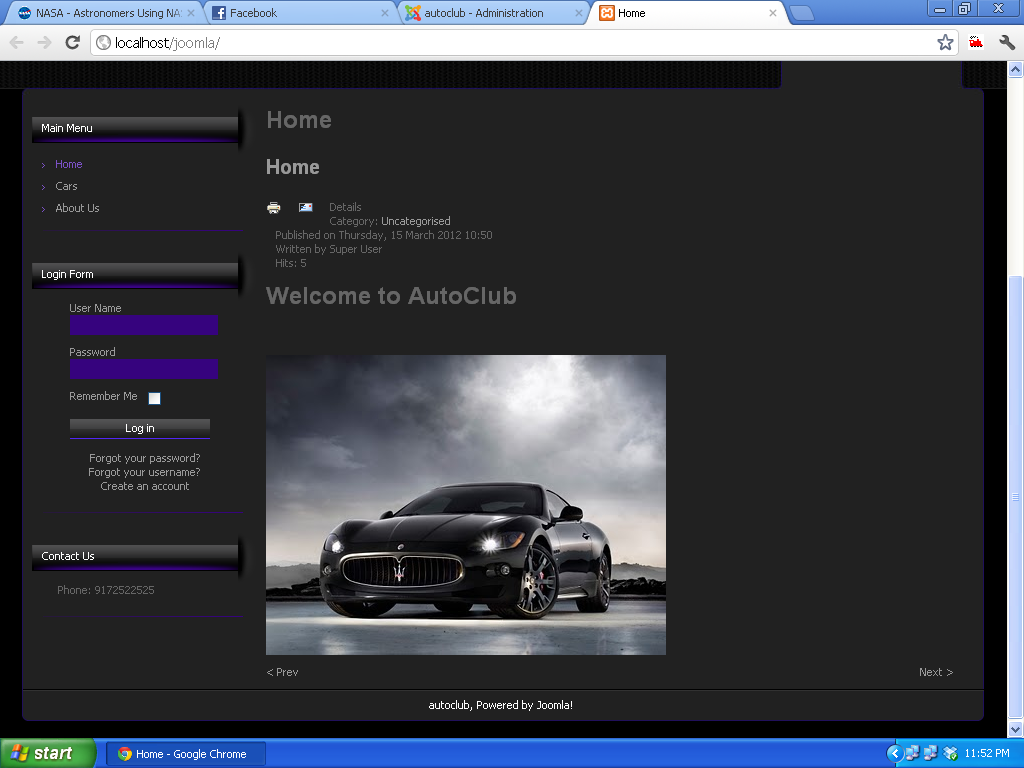 NASA - Astronomers Using NAS
Facebook
autoclub - Administration
Home
localhost/joomla/
Main Menu
Home
Cars
About Us
Login Form
User Name
Password
Remember Me
Log in
Forgot your password?
Forgot your username?
Create an account
Contact Us
Phone: 9172522525
Home
Home
Details
Category: Uncategorised
Published on Thursday, 15 March 2012 10:50
Written by Super User
Hits: 5
Welcome to AutoClub
< Prev
Next >
autoclub, Powered by Joomla!
start
Home - Google Chrome
11:52 PM